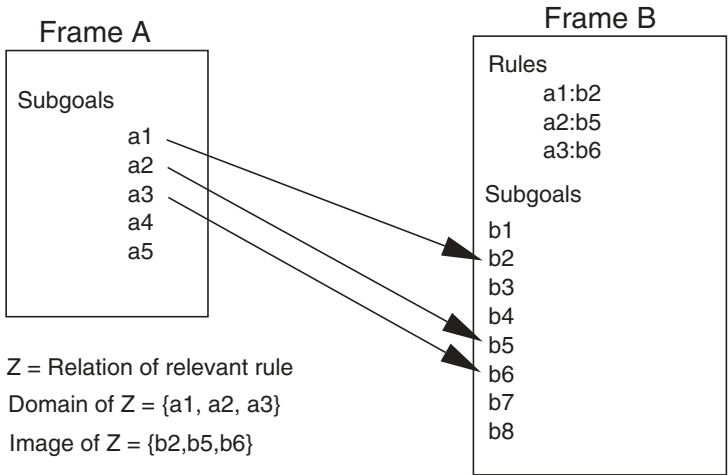 Frame A
Subgoals
a1
a2
a3
a4
a5
Frame B
Rules
a1:b2
a2:b5
a3:b6
Subgoals
b1
b2
b3
b4
b5
b6
b7
b8
Z = Relation of relevant rule
Domain of Z = {a1, a2, a3}
Image of Z = {b2,b5,b6}